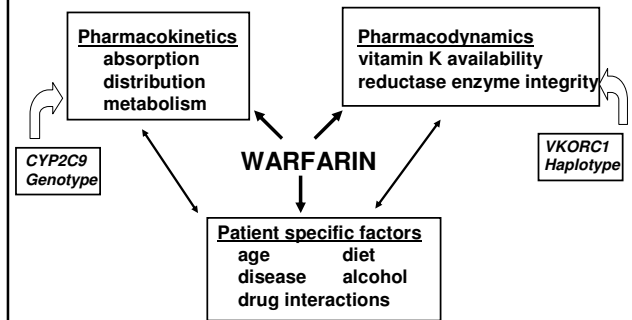 Pharmacokinetics
absorption
distribution
metabolism
Pharmacodynamics
vitamin K availability
reductase enzyme integrity
CYP2C9
Genotype
WARFARIN
VKORC1
Haplotype
Patient specific factors
age diet
disease alcohol
drug interactions